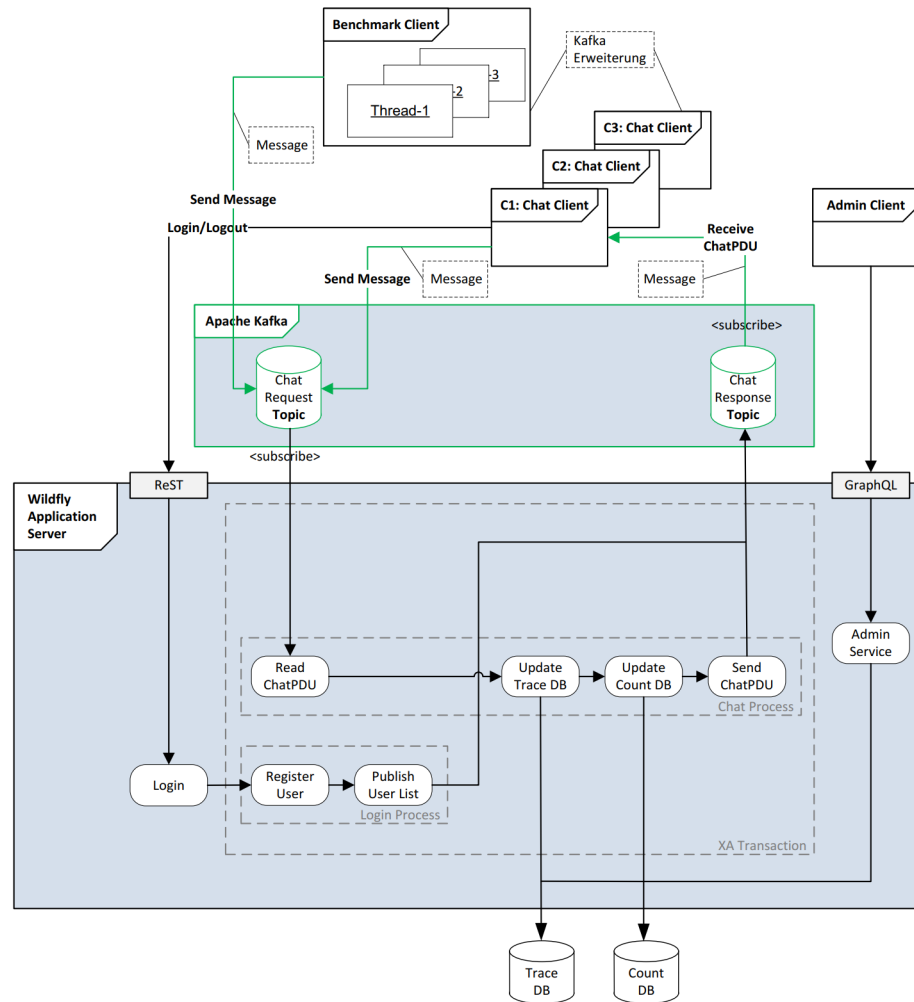 Benchmark Client
-3
-2
Thread-1
Kafka
Erweiterung
Message
C3: Chat Client
C2: Chat Client
C1: Chat Client
Admin Client
Send Message
Login/Logout
Receive
ChatPDU
Send Message
Message
Message
Apache Kafka
<subscribe>
Chat
Request
Topic
Chat
Response
Topic
<subscribe>
ReST
GraphQL
Wildfly
Application
Server
Admin
Service
Read
ChatPDU
Update
Trace DB
Update
Count DB
Send
ChatPDU
Chat Process
Login
Register
User
Publish
User List
Login Process
XA Transaction
Trace
DB
Count
DB